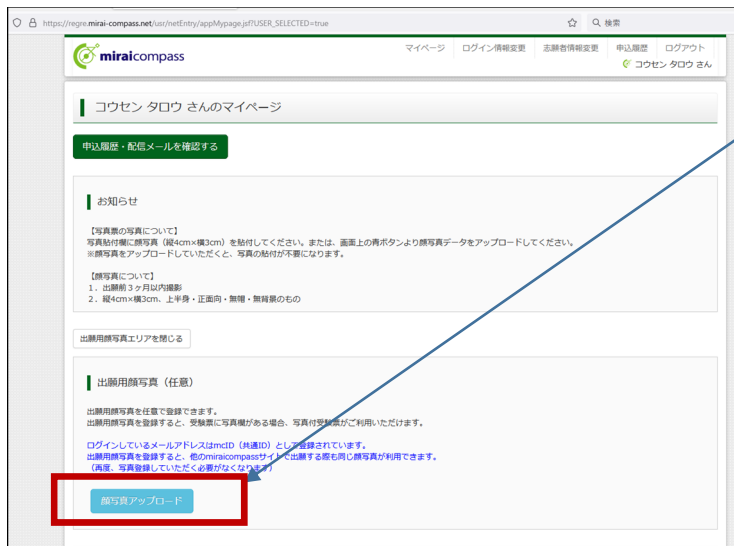 https://regre.mirai-compass.net/usr/netEntry/appMypage.jsf?USER_SELECTED=true
検索
miraicompass
マイページ ログイン情報変更 志願者情報変更 申込履歴 ログアウト
コウセン タロウ さん
コウセン タロウ さんのマイページ
申込履歴・配信メールを確認する
お知らせ
【写真票の写真について】
写真貼付欄に顔写真（縦4cm×横3cm）を貼付してください。または、画面上の青ボタンより顔写真データをアップロードしてください。
※顔写真をアップロードしていただくと、写真の貼付が不要になります。
【顔写真について】
１．出願前３ヶ月以内撮影
２．縦4cm×横3cm、上半身・正面向・無帽・無背景のもの
出願用顔写真エリアを閉じる
出願用顔写真（任意）
出願用顔写真を任意で登録できます。
出願用顔写真を登録すると、受験票に写真欄がある場合、写真付受験票がご利用いただけます。
ログインしているメールアドレスはmcID（共通ID）として登録されています。
出願用顔写真を登録すると、他のmiraicompassサイトで出願する際も同じ顔写真が利用できます。
（再度、写真登録していただく必要がなくなります）
顔写真アップロード